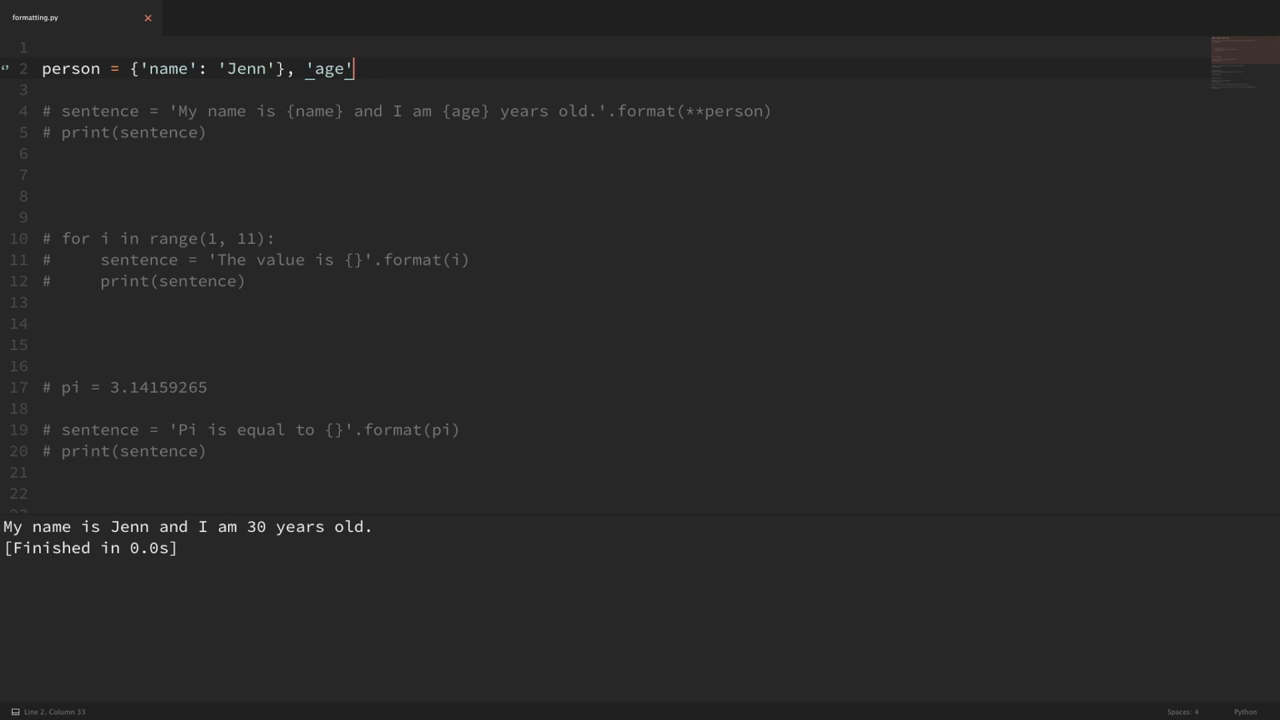 formatting.py
1
2 person = {'name': 'Jenn'}, 'age'
3
4 # sentence = 'My name is {name} and I am {age} years old.'.format(**person)
5 # print(sentence)
6
7
8
9
10 # for i in range(1, 11):
11 #     sentence = 'The value is {}'.format(i)
12 #     print(sentence)
13
14
15
16
17 # pi = 3.14159265
18
19 # sentence = 'Pi is equal to {}'.format(pi)
20 # print(sentence)
21
22
My name is Jenn and I am 30 years old.
[Finished in 0.0s]
Line 2, Column 33
Spaces: 4
Python